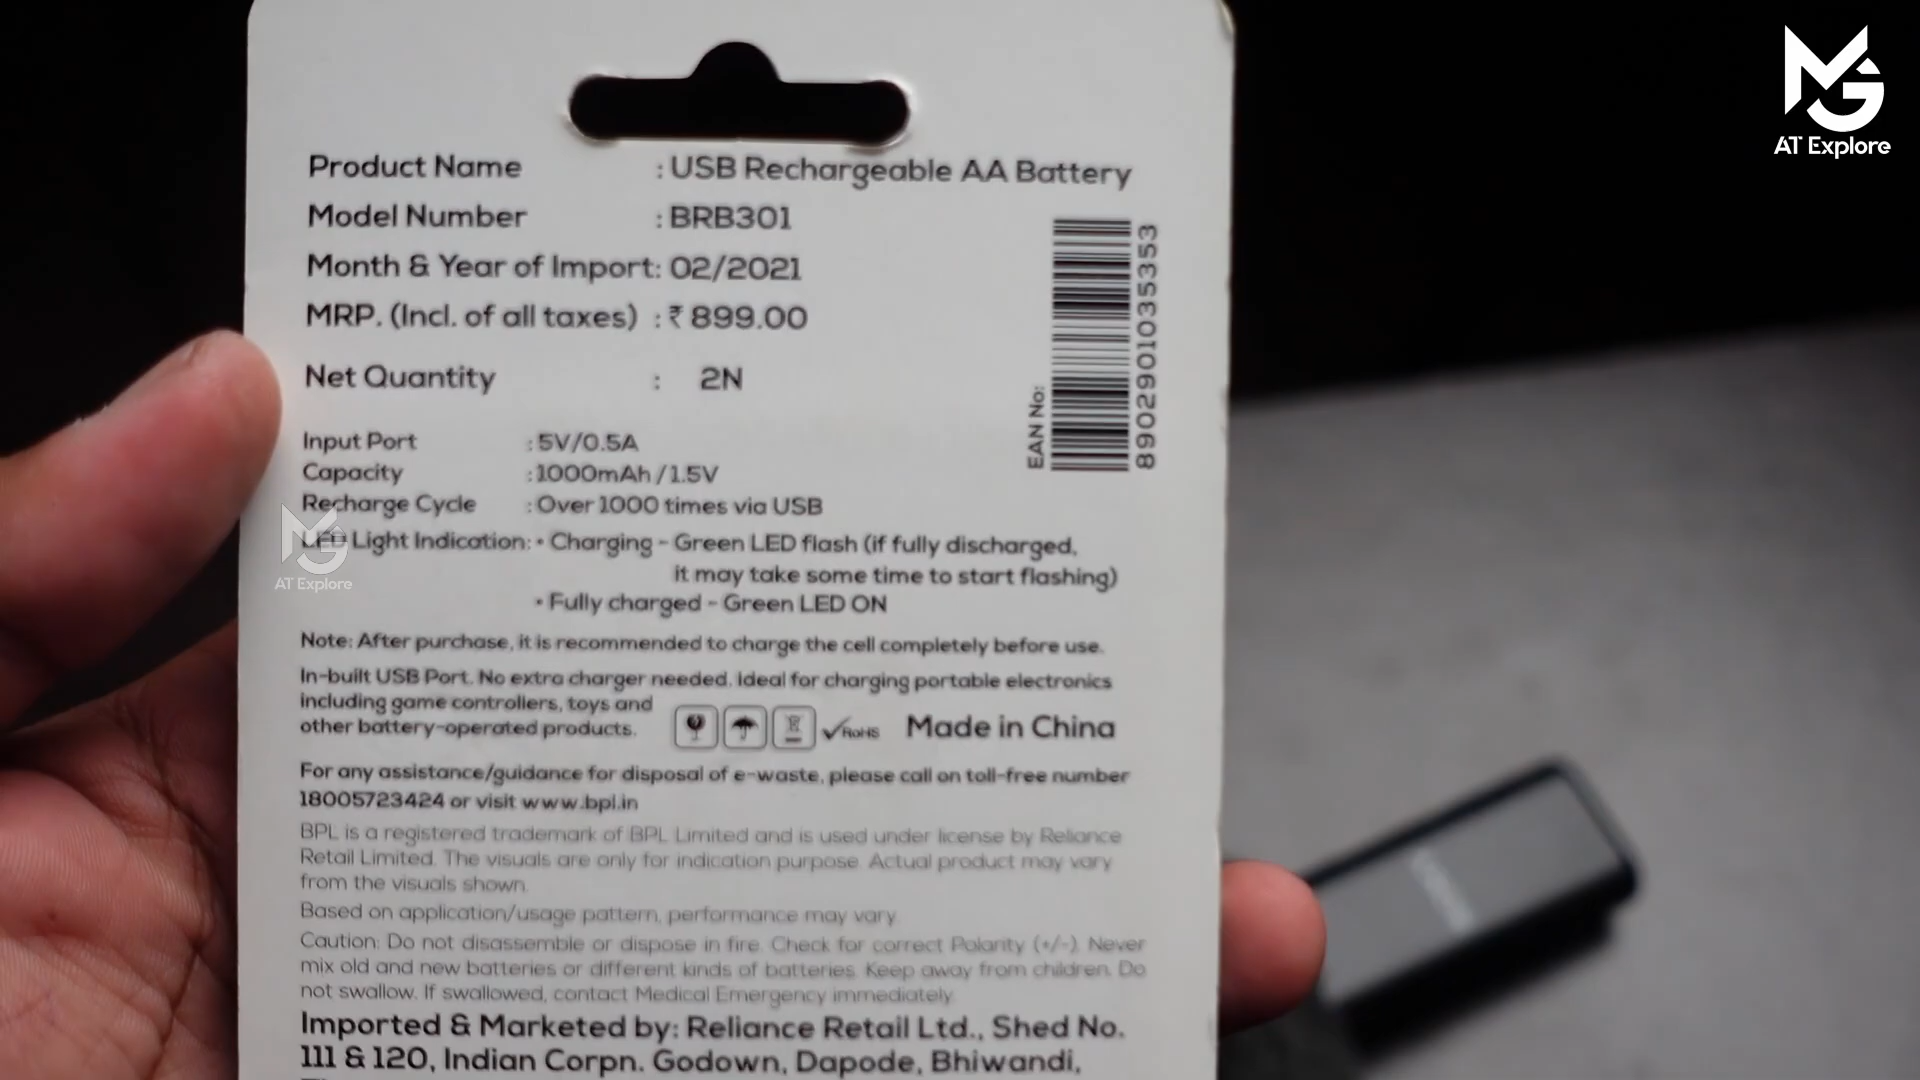 MG
AT Explore
Product Name : USB Rechargeable AA Battery
Model Number : BRB301
Month & Year of Import: 02/2021
MRP. (Incl. of all taxes) : ₹ 899.00
Net Quantity : 2N
EAN No:
8902901035353
Input Port : 5V/0.5A
Capacity : 1000mAh / 1.5V
Recharge Cycle : Over 1000 times via USB
LED Light Indication: • Charging - Green LED flash (if fully discharged,
it may take some time to start flashing)
• Fully charged - Green LED ON
MG
AT Explore
Note: After purchase, it is recommended to charge the cell completely before use.
In-built USB Port. No extra charger needed. Ideal for charging portable electronics
including game controllers, toys and
other battery-operated products.
RoHS
Made in China
For any assistance/guidance for disposal of e-waste, please call on toll-free number
18005723424 or visit www.bpl.in
BPL is a registered trademark of BPL Limited and is used under license by Reliance
Retail Limited. The visuals are only for indication purpose. Actual product may vary
from the visuals shown.
Based on application/usage pattern, performance may vary.
Caution: Do not disassemble or dispose in fire. Check for correct Polarity (+/-). Never
mix old and new batteries or different kinds of batteries. Keep away from children. Do
not swallow. If swallowed, contact Medical Emergency immediately.
Imported & Marketed by: Reliance Retail Ltd., Shed No.
111 & 120, Indian Corpn. Godown, Dapode, Bhiwandi,